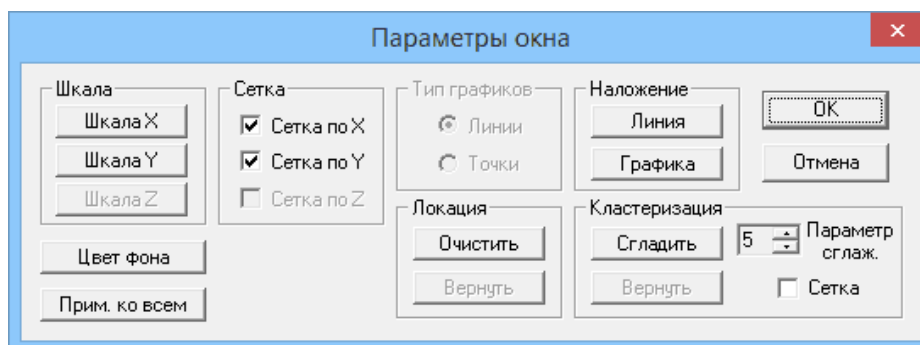 Параметры окна
Шкала
Шкала X
Шкала Y
Шкала Z
Цвет фона
Прим. ко всем
Сетка
Сетка по X
Сетка по Y
Сетка по Z
Тип графиков
Линии
Точки
Наложение
Линия
Графика
OK
Отмена
Локация
Очистить
Вернуть
Кластеризация
Сгладить
5
Параметр
сглаж.
Вернуть
Сетка